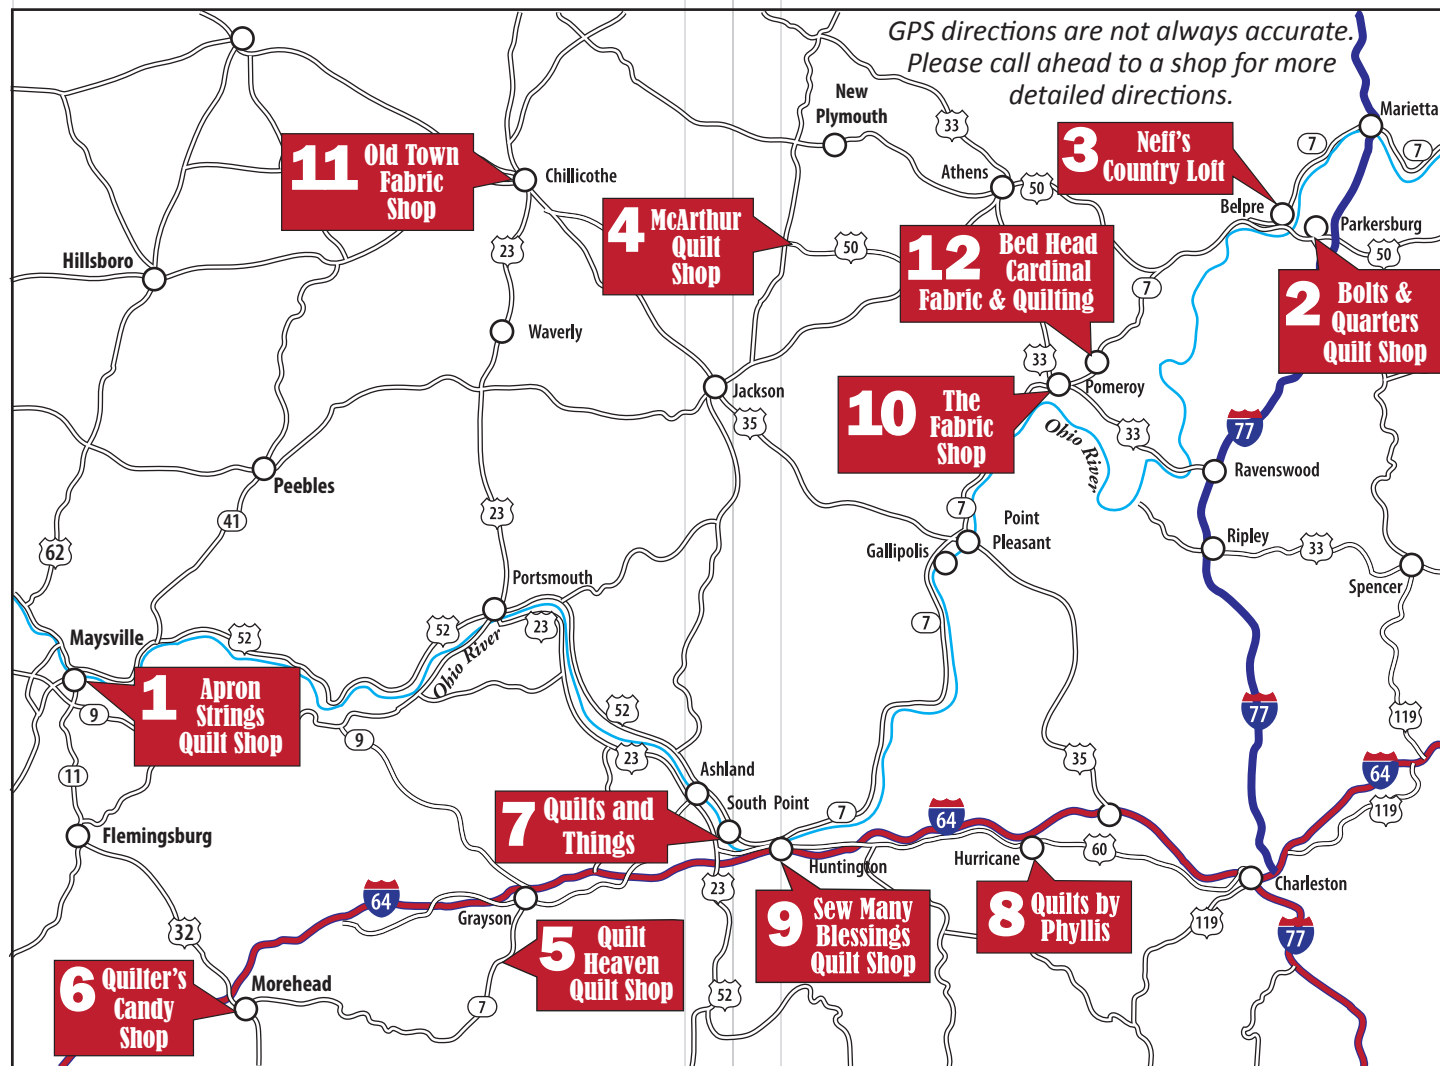 GPS directions are not always accurate.
Please call ahead to a shop for more
detailed directions.
New
Plymouth
33
Marietta
7
7
3 Neff's
Country Loft
11 Old Town
Fabric
Shop
Chillicothe
Athens
50
Belpre
Parkersburg
50
4 McArthur
Quilt
Shop
50
23
Hillsboro
12 Bed Head
Cardinal
Fabric & Quilting
7
2 Bolts &
Quarters
Quilt Shop
Waverly
33
Pomeroy
Jackson
35
10 The
Fabric
Shop
Ohio River
33
77
Ravenswood
Peebles
41
23
62
7
Point
Pleasant
Gallipolis
Ripley
33
Spencer
Portsmouth
52
52
23
Ohio River
Maysville
7
1 Apron
Strings
Quilt Shop
9
9
52
23
77
119
11
35
64
Ashland
South Point
7
64
119
7 Quilts and
Things
Flemingsburg
Huntington
Hurricane
60
Charleston
23
64
Grayson
32
9 Sew Many
Blessings
Quilt Shop
8 Quilts by
Phyllis
119
77
5 Quilt
Heaven
Quilt Shop
6 Quilter's
Candy
Shop
Morehead
7
52